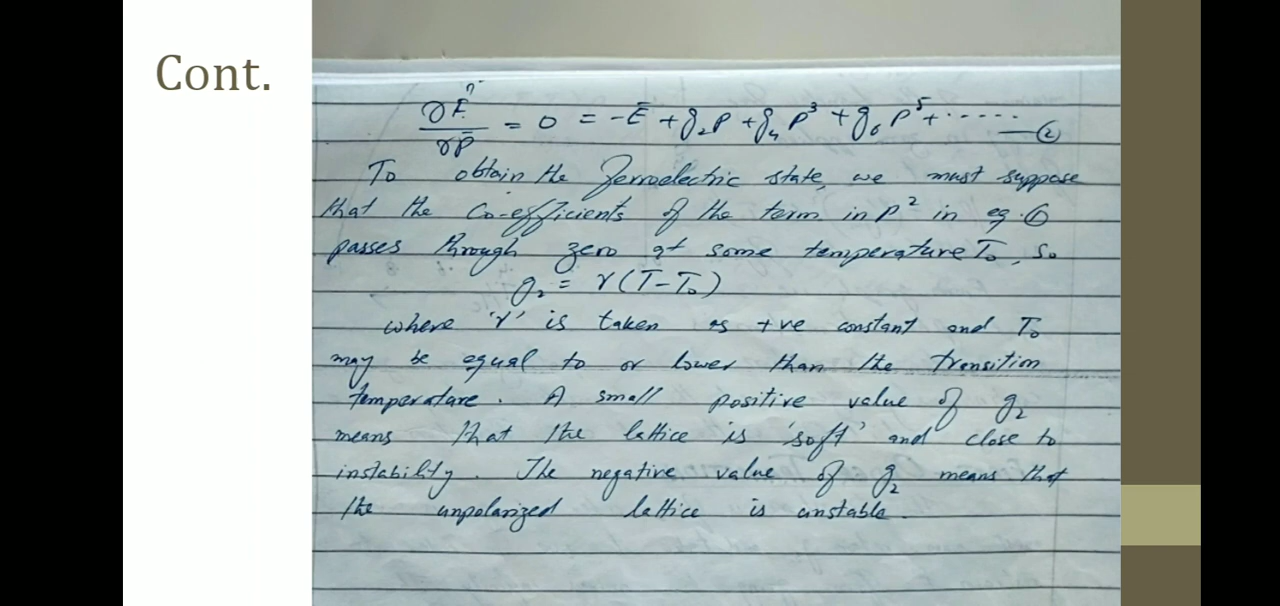 Cont.
∂F̂/∂P = 0 = -E + g₂P + g₄P³ + g₆P⁵ + ...... —②
To obtain the ferroelectric state, we must suppose
that the Co-efficients of the term in P² in eq. ①
passes through zero at some temperature T₀, so
g₂ = γ(T-T₀)
where 'γ' is taken as +ve constant and T₀
may be equal to or lower than the transition
temperature. A small positive value of g₂
means that the lattice is 'soft' and close to
instability. The negative value of g₂ means that
the unpolarized lattice is unstable.